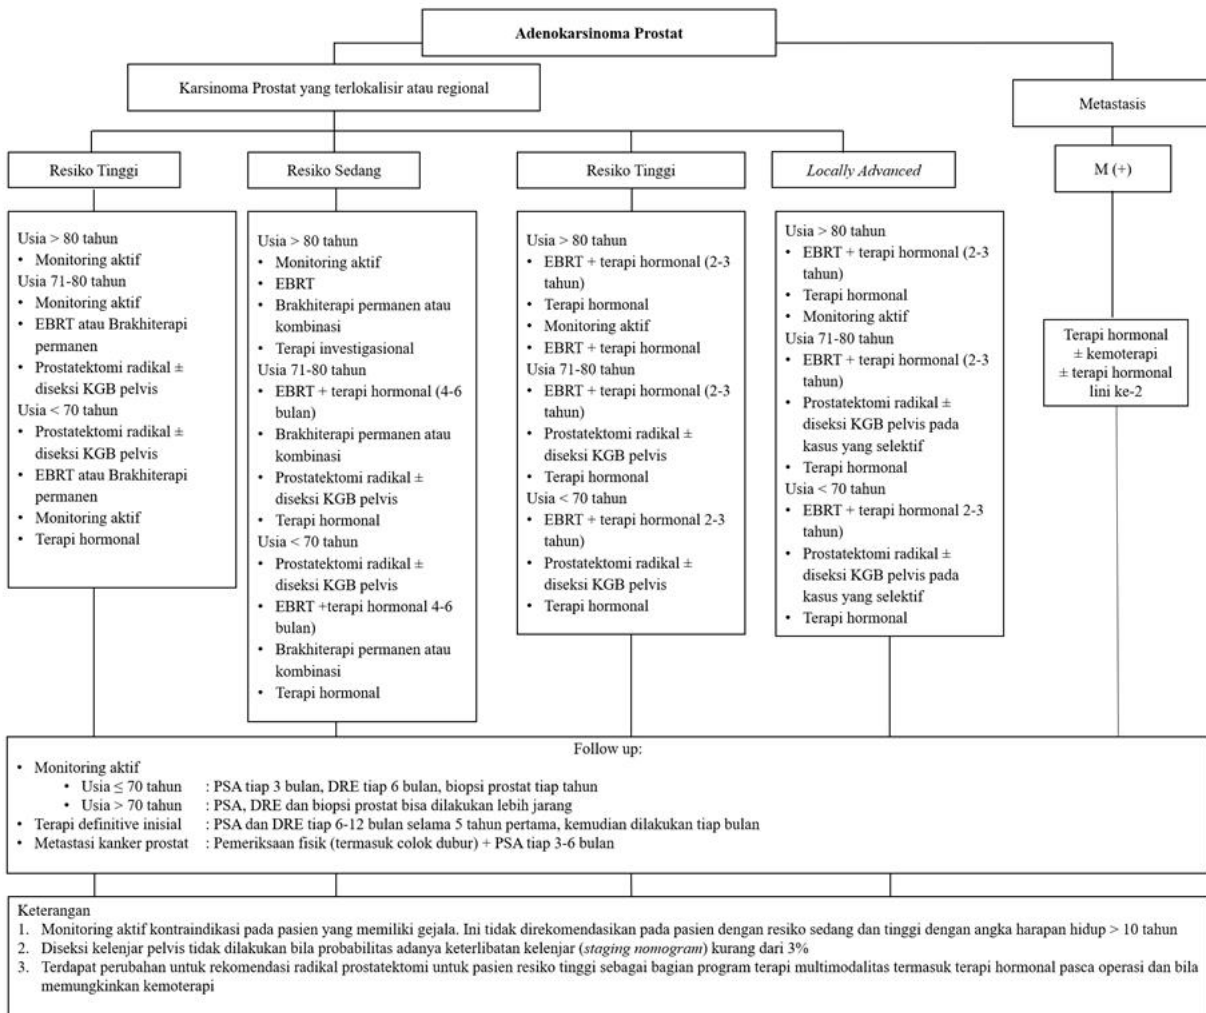 Adenokarsinoma Prostat
Karsinoma Prostat yang terlokalisir atau regional
Metastasis
Resiko Tinggi
Resiko Sedang
Resiko Tinggi
Locally Advanced
M (+)
Usia > 80 tahun
• Monitoring aktif
Usia 71-80 tahun
• Monitoring aktif
• EBRT atau Brakhiterapi
permanen
• Prostatektomi radikal ±
diseksi KGB pelvis
Usia < 70 tahun
• Prostatektomi radikal ±
diseksi KGB pelvis
• EBRT atau Brakhiterapi
permanen
• Monitoring aktif
• Terapi hormonal
Usia > 80 tahun
• Monitoring aktif
• EBRT
• Brakhiterapi permanen atau
kombinasi
• Terapi investigasional
Usia 71-80 tahun
• EBRT + terapi hormonal (4-6
bulan)
• Brakhiterapi permanen atau
kombinasi
• Prostatektomi radikal ±
diseksi KGB pelvis
• Terapi hormonal
Usia < 70 tahun
• Prostatektomi radikal ±
diseksi KGB pelvis
• EBRT +terapi hormonal 4-6
bulan)
• Brakhiterapi permanen atau
kombinasi
• Terapi hormonal
Usia > 80 tahun
• EBRT + terapi hormonal (2-3
tahun)
• Terapi hormonal
• Monitoring aktif
• EBRT + terapi hormonal
Usia 71-80 tahun
• EBRT + terapi hormonal (2-3
tahun)
• Prostatektomi radikal ±
diseksi KGB pelvis
• Terapi hormonal
Usia < 70 tahun
• EBRT + terapi hormonal 2-3
tahun)
• Prostatektomi radikal ±
diseksi KGB pelvis
• Terapi hormonal
Usia > 80 tahun
• EBRT + terapi hormonal (2-3
tahun)
• Terapi hormonal
• Monitoring aktif
Usia 71-80 tahun
• EBRT + terapi hormonal (2-3
tahun)
• Prostatektomi radikal ±
diseksi KGB pelvis pada
kasus yang selektif
• Terapi hormonal
Usia < 70 tahun
• EBRT + terapi hormonal 2-3
tahun)
• Prostatektomi radikal ±
diseksi KGB pelvis pada
kasus yang selektif
• Terapi hormonal
Terapi hormonal
± kemoterapi
± terapi hormonal
lini ke-2
Follow up:
• Monitoring aktif
• Usia ≤ 70 tahun : PSA tiap 3 bulan, DRE tiap 6 bulan, biopsi prostat tiap tahun
• Usia > 70 tahun : PSA, DRE dan biopsi prostat bisa dilakukan lebih jarang
• Terapi definitive inisial : PSA dan DRE tiap 6-12 bulan selama 5 tahun pertama, kemudian dilakukan tiap bulan
• Metastasi kanker prostat : Pemeriksaan fisik (termasuk colok dubur) + PSA tiap 3-6 bulan
Keterangan
1. Monitoring aktif kontraindikasi pada pasien yang memiliki gejala. Ini tidak direkomendasikan pada pasien dengan resiko sedang dan tinggi dengan angka harapan hidup > 10 tahun
2. Diseksi kelenjar pelvis tidak dilakukan bila probabilitas adanya keterlibatan kelenjar (staging nomogram) kurang dari 3%
3. Terdapat perubahan untuk rekomendasi radikal prostatektomi untuk pasien resiko tinggi sebagai bagian program terapi multimodalitas termasuk terapi hormonal pasca operasi dan bila
memungkinkan kemoterapi